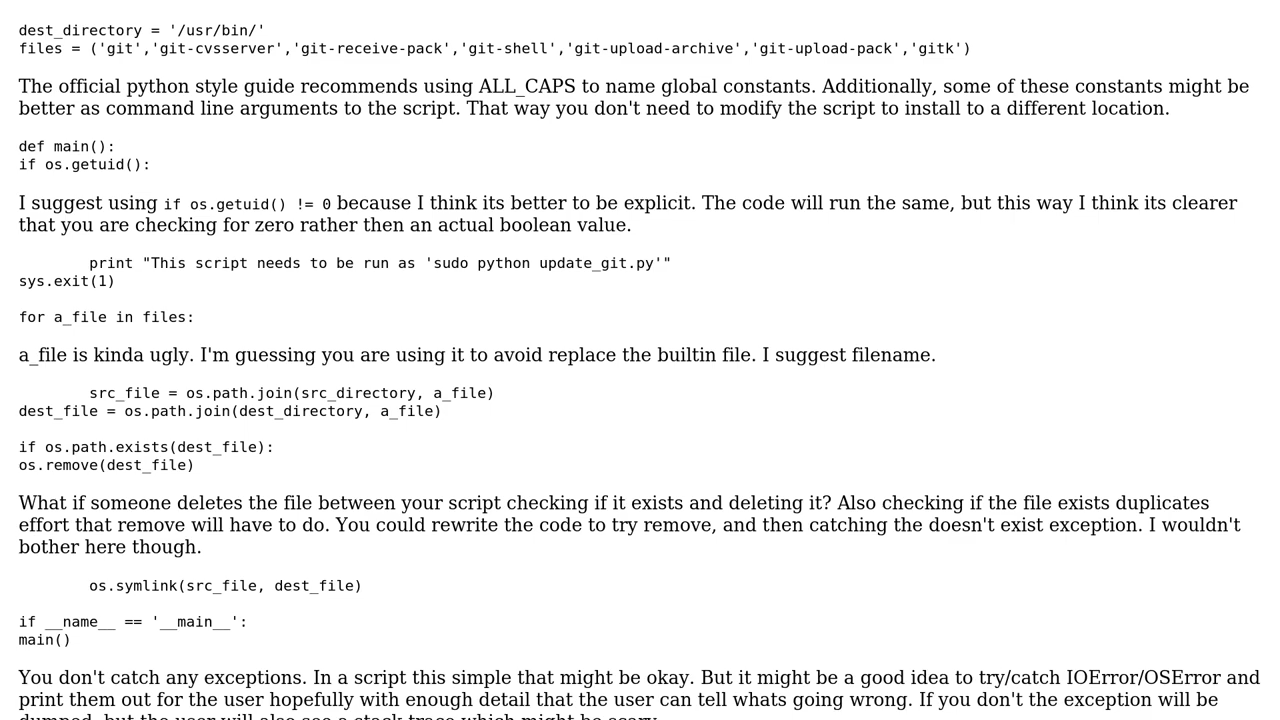 dest_directory = '/usr/bin/'
files = ('git','git-cvsserver','git-receive-pack','git-shell','git-upload-archive','git-upload-pack','gitk')
The official python style guide recommends using ALL_CAPS to name global constants. Additionally, some of these constants might be
better as command line arguments to the script. That way you don't need to modify the script to install to a different location.
def main():
if os.getuid():
I suggest using if os.getuid() != 0 because I think its better to be explicit. The code will run the same, but this way I think its clearer
that you are checking for zero rather then an actual boolean value.
print "This script needs to be run as 'sudo python update_git.py'"
sys.exit(1)
for a_file in files:
a_file is kinda ugly. I'm guessing you are using it to avoid replace the builtin file. I suggest filename.
src_file = os.path.join(src_directory, a_file)
dest_file = os.path.join(dest_directory, a_file)
if os.path.exists(dest_file):
os.remove(dest_file)
What if someone deletes the file between your script checking if it exists and deleting it? Also checking if the file exists duplicates
effort that remove will have to do. You could rewrite the code to try remove, and then catching the doesn't exist exception. I wouldn't
bother here though.
os.symlink(src_file, dest_file)
if __name__ == '__main__':
main()
You don't catch any exceptions. In a script this simple that might be okay. But it might be a good idea to try/catch IOError/OSError and
print them out for the user hopefully with enough detail that the user can tell whats going wrong. If you don't the exception will be
dumped, but the user will also see a stack trace which might be scary.